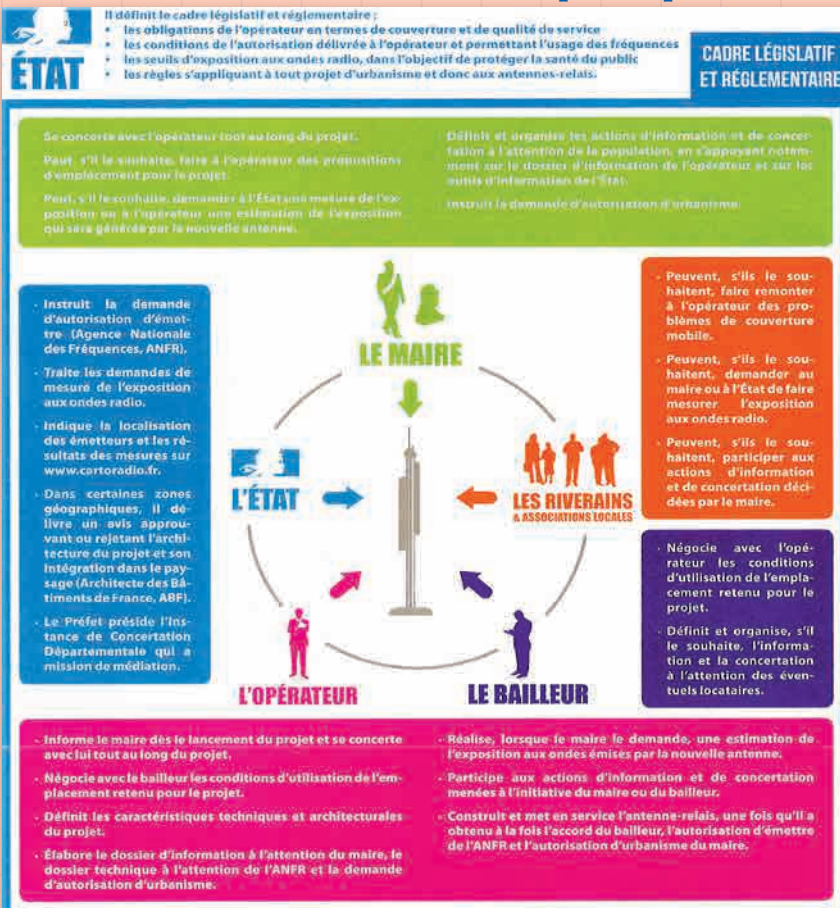 Il définit le cadre législatif et réglementaire :
• les obligations de l'opérateur en termes de couverture et de qualité de service
• les conditions de l'autorisation délivrée à l'opérateur et permettant l'usage des fréquences
• les seuils d'exposition aux ondes radio, dans l'objectif de protéger la santé du public
• les règles s'appliquant à tout projet d'urbanisme et donc aux antennes-relais.
ÉTAT
CADRE LÉGISLATIF
ET RÉGLEMENTAIRE
Se concerte avec l'opérateur tout au long du projet.
Peut, s'il le souhaite, faire à l'opérateur des propositions
d'emplacement pour le projet.
Peut, s'il le souhaite, demander à l'État une mesure de l'ex-
position ou à l'opérateur une estimation de l'exposition
qui sera générée par la nouvelle antenne.
Définit et organise les actions d'information et de concer-
tation à l'attention de la population, en s'appuyant notam-
ment sur le dossier d'information de l'opérateur et sur les
outils d'information de l'État.
Instruit la demande d'autorisation d'urbanisme.
LE MAIRE
- Instruit la demande
d'autorisation d'émet-
tre (Agence Nationale
des Fréquences, ANFR).
- Traite les demandes de
mesure de l'exposition
aux ondes radio.
- Indique la localisation
des émetteurs et les ré-
sultats des mesures sur
www.cartoradio.fr.
- Dans certaines zones
géographiques, il dé-
livre un avis approu-
vant ou rejetant l'archi-
tecture du projet et son
intégration dans le pay-
sage (Architecte des Bâ-
timents de France, ABF).
- Le Préfet préside l'Ins-
tance de Concertation
Départementale qui a
mission de médiation.
L'ÉTAT
LES RIVERAINS
& ASSOCIATIONS LOCALES
- Peuvent, s'ils le sou-
haitent, faire remonter
à l'opérateur des pro-
blèmes de couverture
mobile.
- Peuvent, s'ils le sou-
haitent, demander au
maire ou à l'État de faire
mesurer l'exposition
aux ondes radio.
- Peuvent, s'ils le sou-
haitent, participer aux
actions d'information
et de concertation déci-
dées par le maire.
- Négocie avec l'opé-
rateur les conditions
d'utilisation de l'empla-
cement retenu pour le
projet.
- Définit et organise, s'il
le souhaite, l'informa-
tion et la concertation
à l'attention des éven-
tuels locataires.
L'OPÉRATEUR
LE BAILLEUR
- Informe le maire dès le lancement du projet et se concerte
avec lui tout au long du projet.
- Négocie avec le bailleur les conditions d'utilisation de l'em-
placement retenu pour le projet.
- Définit les caractéristiques techniques et architecturales
du projet.
- Élabore le dossier d'information à l'attention du maire, le
dossier technique à l'attention de l'ANFR et la demande
d'autorisation d'urbanisme.
- Réalise, lorsque le maire le demande, une estimation de
l'exposition aux ondes émises par la nouvelle antenne.
- Participe aux actions d'information et de concertation
menées à l'initiative du maire ou du bailleur.
- Construit et met en service l'antenne-relais, une fois qu'il a
obtenu à la fois l'accord du bailleur, l'autorisation d'émettre
de l'ANFR et l'autorisation d'urbanisme du maire.